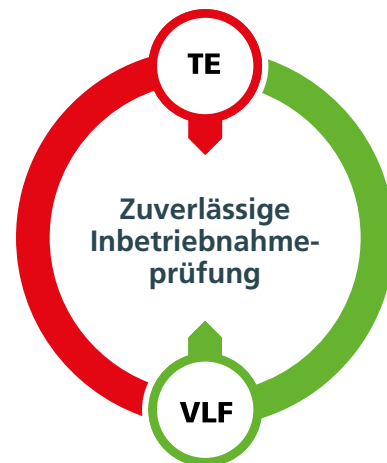 TE
Zuverlässige
Inbetriebnahme-
prüfung
VLF